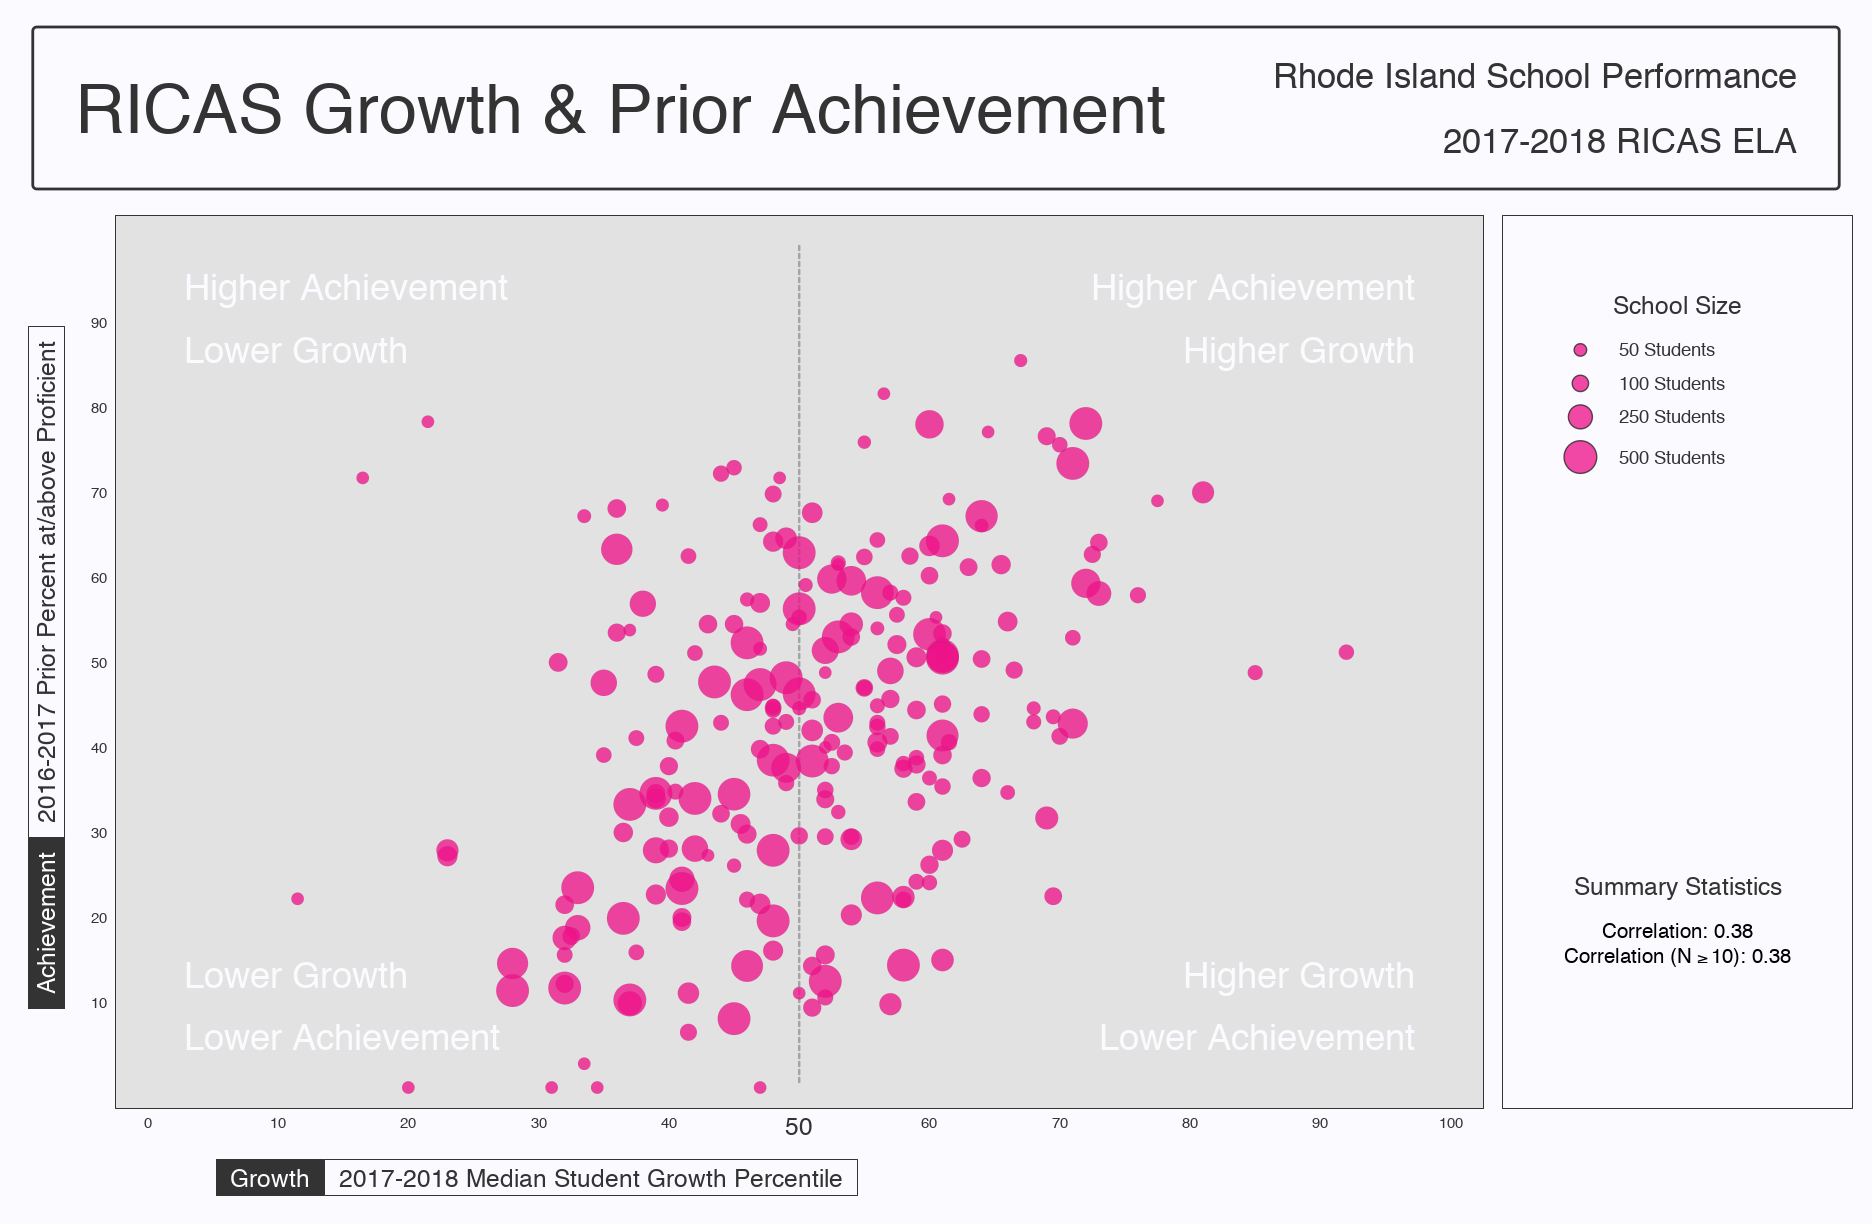 RICAS Growth & Prior Achievement
Rhode Island School Performance
2017-2018 RICAS ELA
Higher Achievement
Lower Growth
Higher Achievement
Higher Growth
Lower Growth
Lower Achievement
Higher Growth
Lower Achievement
Achievement 2016-2017 Prior Percent at/above Proficient
90
80
70
60
50
40
30
20
10
0 10 20 30 40 50 60 70 80 90 100
Growth 2017-2018 Median Student Growth Percentile
School Size
50 Students
100 Students
250 Students
500 Students
Summary Statistics
Correlation: 0.38
Correlation (N ≥ 10): 0.38